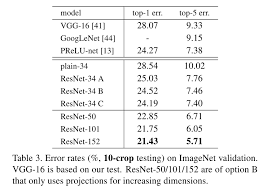 model top-1 err. top-5 err.
VGG-16 [41] 28.07 9.33
GoogLeNet [44] - 9.15
PReLU-net [13] 24.27 7.38
plain-34 28.54 10.02
ResNet-34 A 25.03 7.76
ResNet-34 B 24.52 7.46
ResNet-34 C 24.19 7.40
ResNet-50 22.85 6.71
ResNet-101 21.75 6.05
ResNet-152 21.43 5.71
Table 3. Error rates (%, 10-crop testing) on ImageNet validation.
VGG-16 is based on our test. ResNet-50/101/152 are of option B
that only uses projections for increasing dimensions.